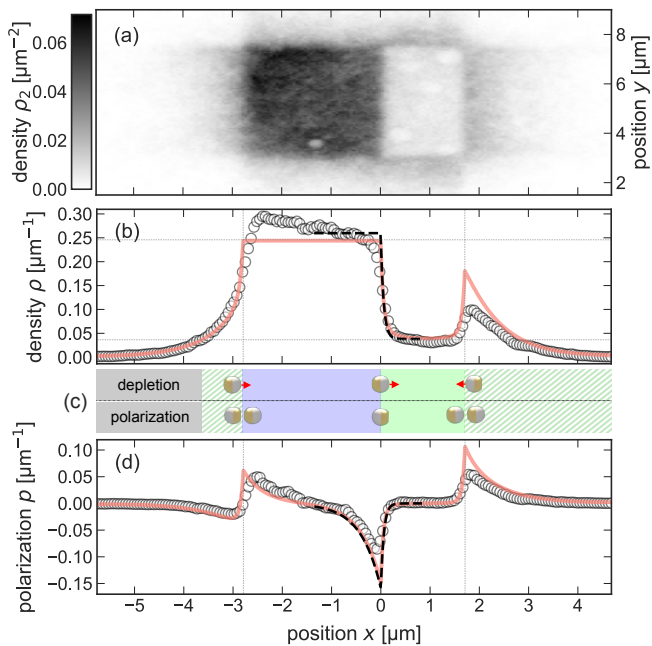 (a)
0.06
0.04
0.02
0.00
density ρ₂ [µm⁻²]
8
6
4
2
position y [µm]
(b)
0.30
0.25
0.20
0.15
0.10
0.05
0.00
density ρ [µm⁻¹]
(c)
depletion
polarization
(d)
0.10
0.05
0.00
−0.05
−0.10
−0.15
polarization p [µm⁻¹]
−5 −4 −3 −2 −1 0 1 2 3 4
position x [µm]